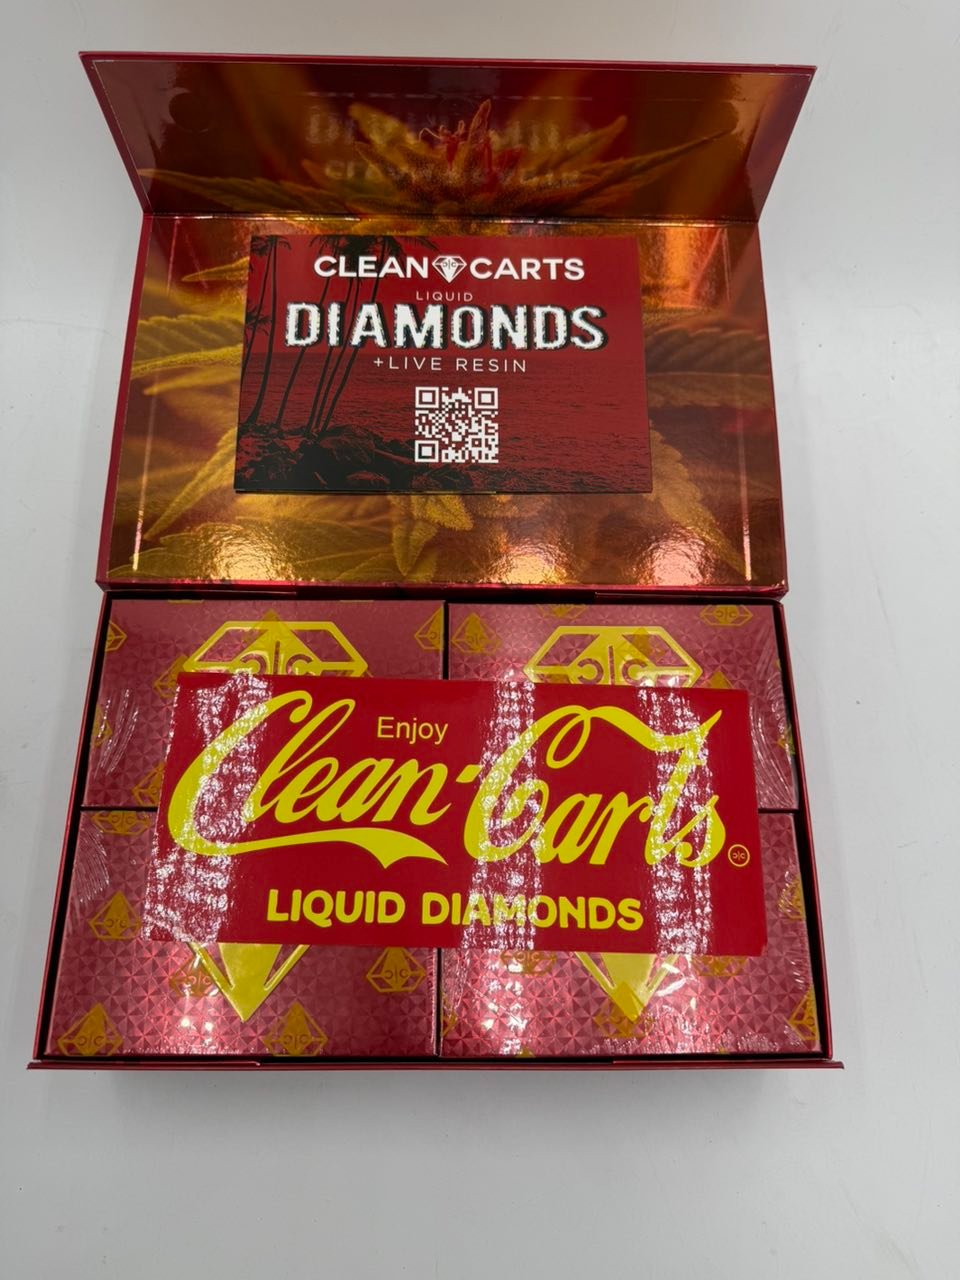 CLEAN CARTS
LIQUID
DIAMONDS
+LIVE RESIN
Enjoy
Clean-Carts
LIQUID DIAMONDS